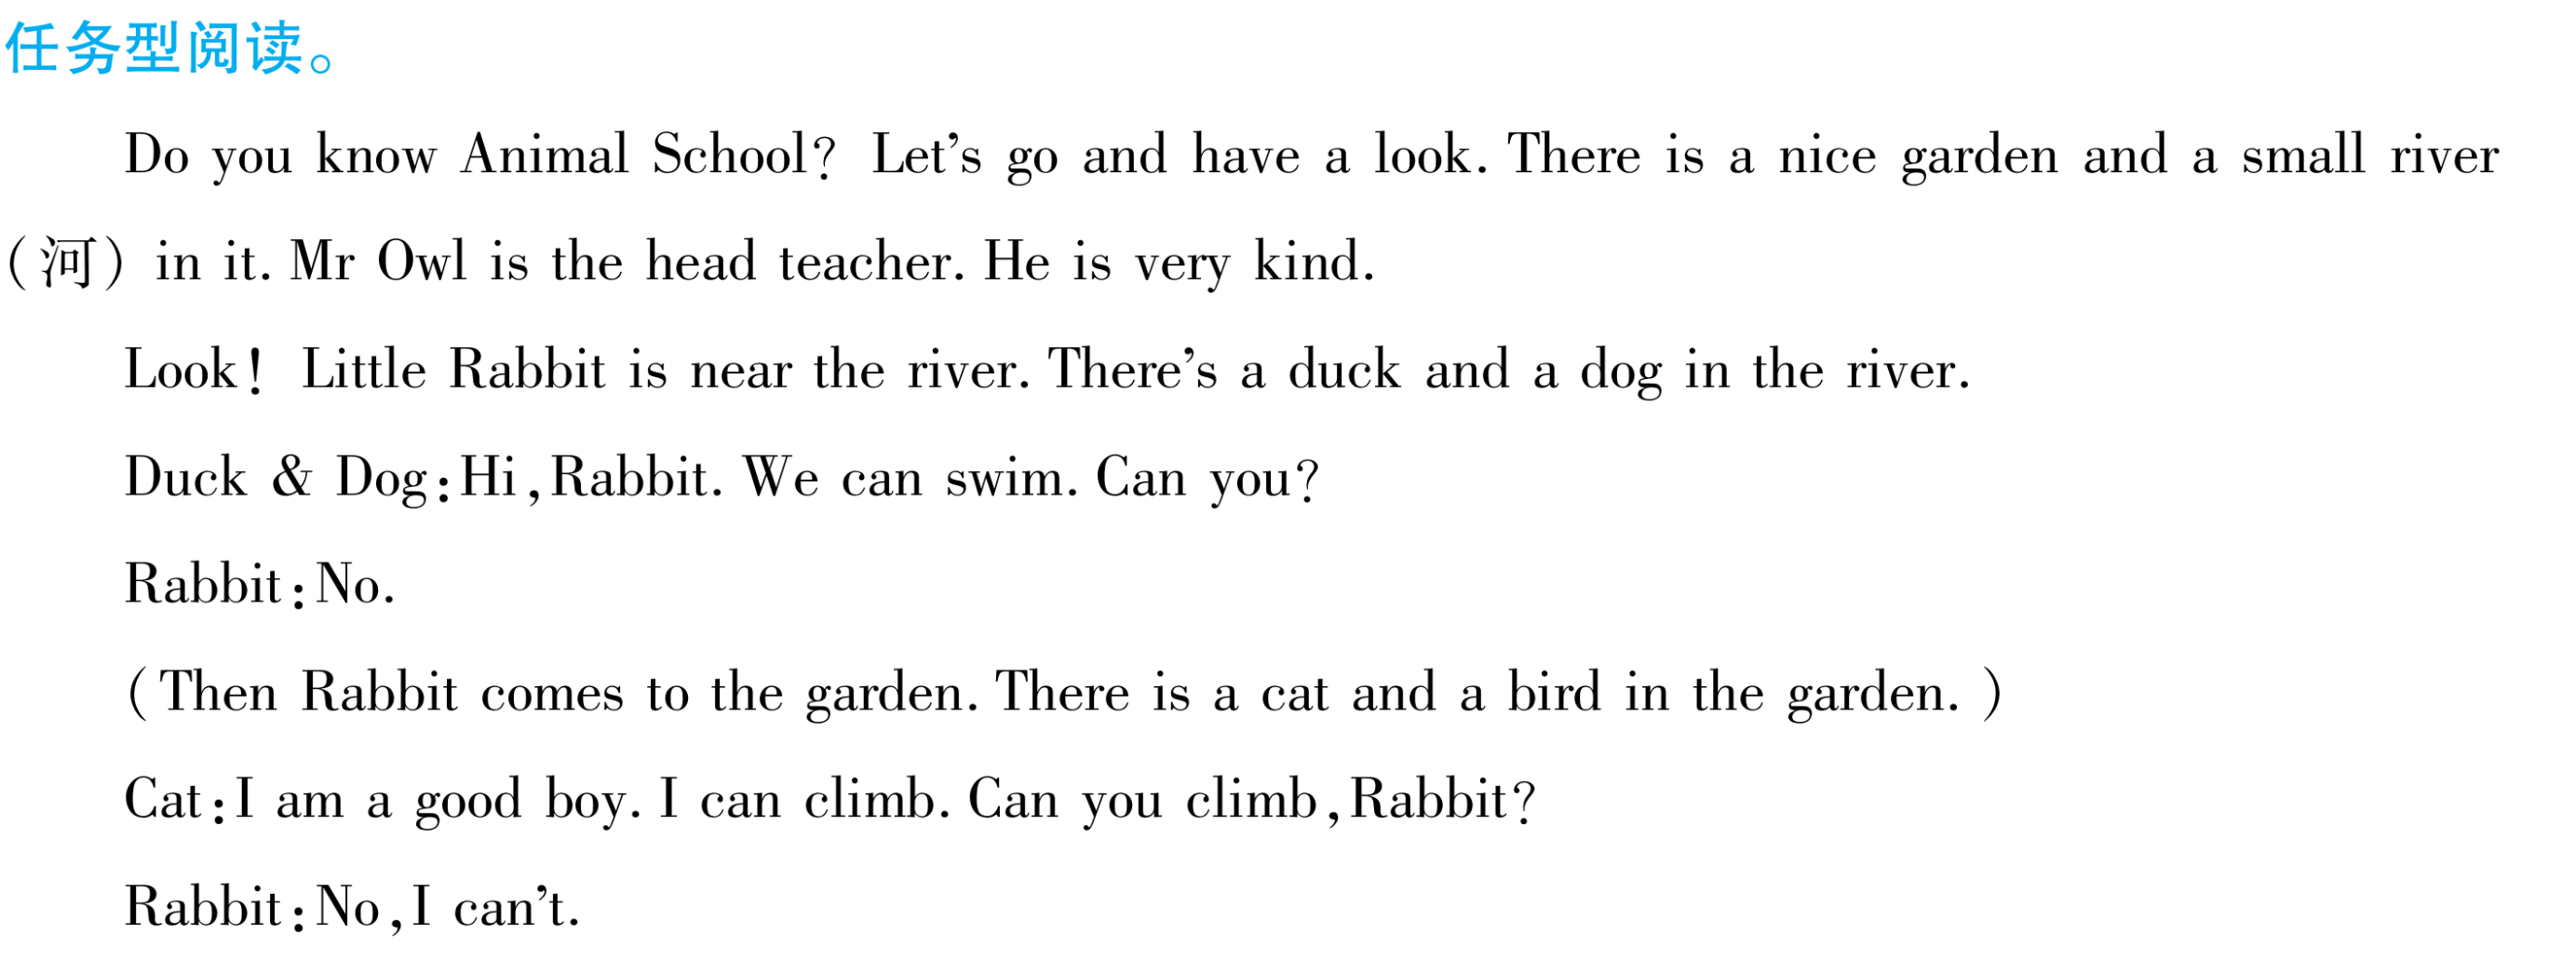 任务型阅读。
Do you know Animal School? Let's go and have a look. There is a nice garden and a small river
(河) in it. Mr Owl is the head teacher. He is very kind.
Look! Little Rabbit is near the river. There's a duck and a dog in the river.
Duck & Dog:Hi,Rabbit. We can swim. Can you?
Rabbit:No.
(Then Rabbit comes to the garden. There is a cat and a bird in the garden. )
Cat:I am a good boy. I can climb. Can you climb,Rabbit?
Rabbit:No,I can't.